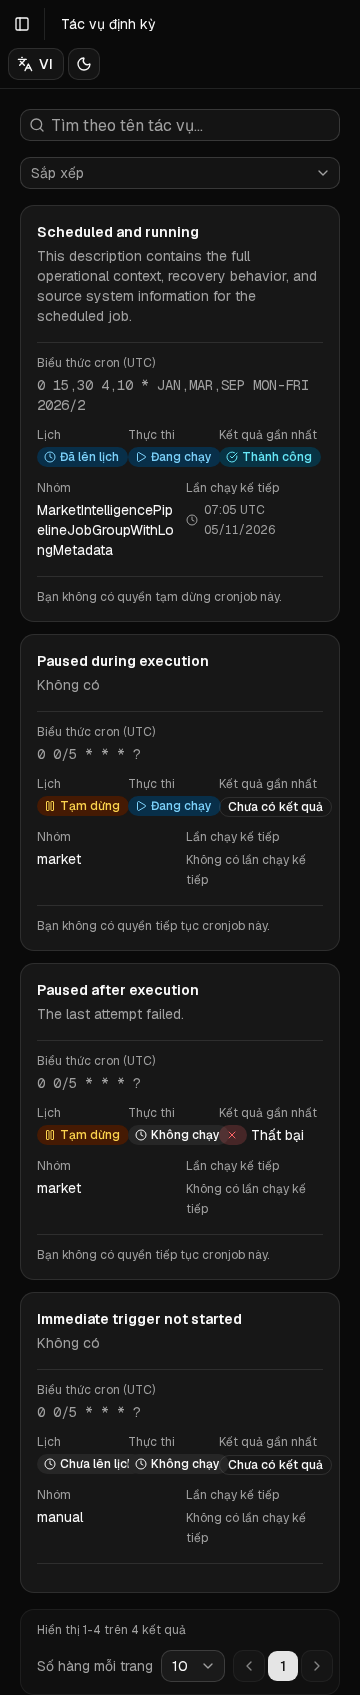 Tác vụ định kỳ
VI
Tìm theo tên tác vụ...
Sắp xếp
Scheduled and running
This description contains the full
operational context, recovery behavior, and
source system information for the
scheduled job.
Biểu thức cron (UTC)
0 15,30 4,10 * JAN,MAR,SEP MON-FRI
2026/2
Lịch Thực thi Kết quả gần nhất
Đã lên lịch Đang chạy Thành công
Nhóm Lần chạy kế tiếp
MarketIntelligencePip
elineJobGroupWithLo
ngMetadata
07:05 UTC
05/11/2026
Bạn không có quyền tạm dừng cronjob này.
Paused during execution
Không có
Biểu thức cron (UTC)
0 0/5 * * * ?
Lịch Thực thi Kết quả gần nhất
Tạm dừng Đang chạy Chưa có kết quả
Nhóm Lần chạy kế tiếp
market Không có lần chạy kế
tiếp
Bạn không có quyền tiếp tục cronjob này.
Paused after execution
The last attempt failed.
Biểu thức cron (UTC)
0 0/5 * * * ?
Lịch Thực thi Kết quả gần nhất
Tạm dừng Không chạy Thất bại
Nhóm Lần chạy kế tiếp
market Không có lần chạy kế
tiếp
Bạn không có quyền tiếp tục cronjob này.
Immediate trigger not started
Không có
Biểu thức cron (UTC)
0 0/5 * * * ?
Lịch Thực thi Kết quả gần nhất
Chưa lên Không chạy Chưa có kết quả
Nhóm Lần chạy kế tiếp
manual Không có lần chạy kế
tiếp
Hiển thị 1-4 trên 4 kết quả
Số hàng mỗi trang 10 1